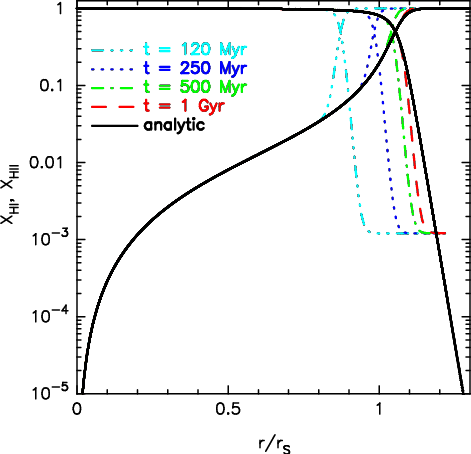 1
t = 120 Myr
t = 250 Myr
0.1
t = 500 Myr
t = 1 Gyr
analytic
0.01
10⁻³
10⁻⁴
10⁻⁵
X_HI, X_HII
0 0.5 1
r/r_S